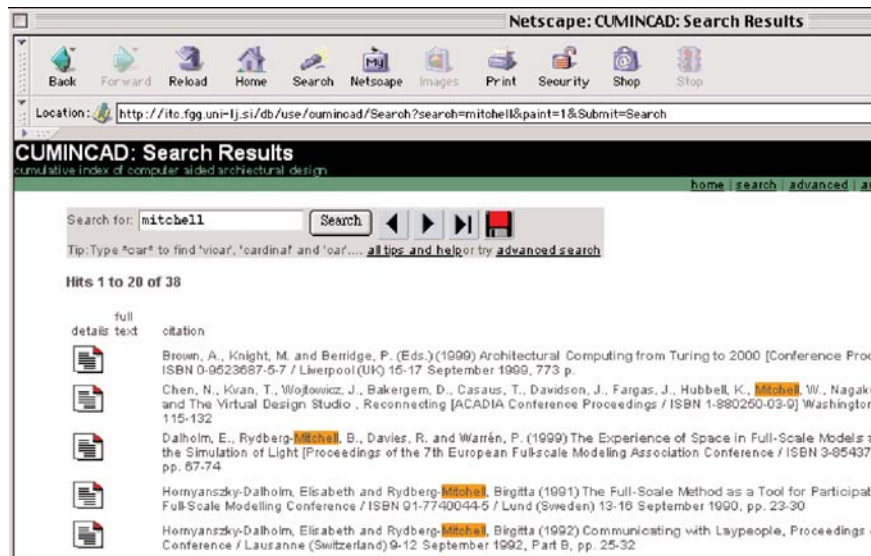 Netscape: CUMINCAD: Search Results
Back Forward Reload Home Search Netscape Images Print Security Shop Stop
Location: http://itc.fgg.uni-lj.si/db/use/cumincad/Search?search=mitchell&paint=1&Submit=Search
CUMINCAD: Search Results
cumulative index of computer aided archiectural design
home | search | advanced |
Search for: mitchell Search
Tip:Type *car* to find 'vicar', 'cardinal' and 'car'.... all tips and help or try advanced search
Hits 1 to 20 of 38
full
details text citation
Brown, A., Knight, M. and Berridge, P. (Eds.) (1999) Architectural Computing from Turing to 2000 [Conference Proc
ISBN 0-9523687-5-7 / Liverpool (UK) 15-17 September 1999, 773 p.
Chen, N., Kvan, T., Wojtowicz, J., Bakergem, D., Casaus, T., Davidson, J., Fargas, J., Hubbell, K., Mitchell, W., Nagak
and The Virtual Design Studio , Reconnecting [ACADIA Conference Proceedings / ISBN 1-880250-03-9] Washington
115-132
Dalholm, E., Rydberg-Mitchell, B., Davies, R. and Warrén, P. (1999) The Experience of Space in Full-Scale Models
the Simulation of Light [Proceedings of the 7th European Full-scale Modeling Association Conference / ISBN 3-85437
pp. 67-74
Hornyanszky-Dalholm, Elisabeth and Rydberg-Mitchell, Birgitta (1991) The Full-Scale Method as a Tool for Participat
Full-Scale Modelling Conference / ISBN 91-7740044-5 / Lund (Sweden) 13-16 September 1990, pp. 23-30
Hornyanszky-Dalholm, Elisabeth and Rydberg-Mitchell, Birgitta (1992) Communicating with Laypeople, Proceedings
Conference / Lausanne (Switzerland) 9-12 September 1992, Part B, pp. 25-32